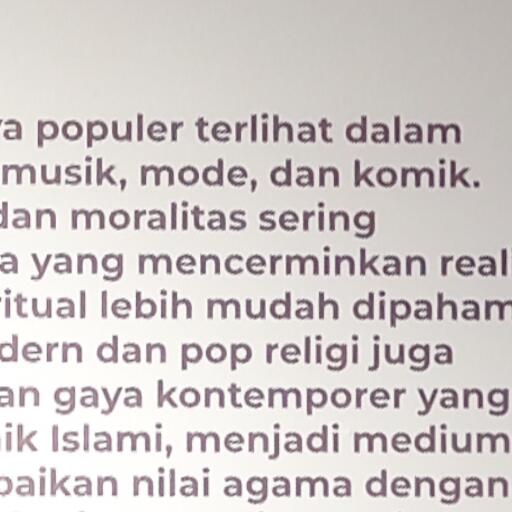 a populer terlihat dalam
musik, mode, dan komik.
dan moralitas sering
a yang mencerminkan real
ritual lebih mudah dipaham
dern dan pop religi juga
an gaya kontemporer yang
ik Islami, menjadi medium
paikan nilai agama dengan